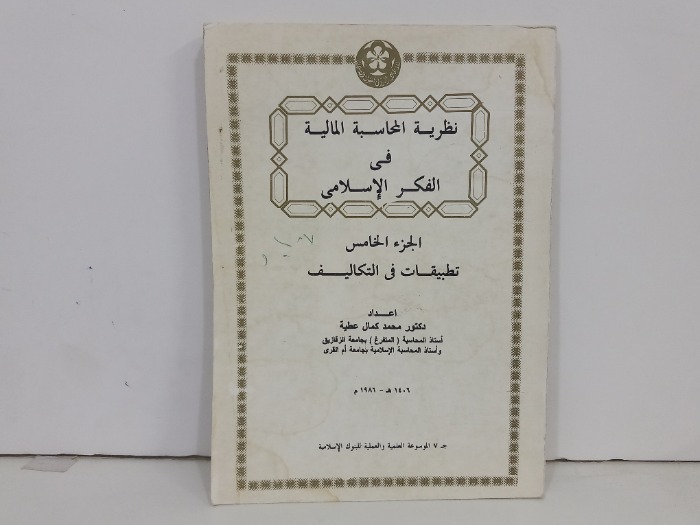 نظرية المحاسبة المالية
فى
الفكر الإسلامى
الجزء الخامس
تطبيقات فى التكاليف
اعداد
دكتور محمد كمال عطية
أستاذ المحاسبة ( المتفرغ ) بجامعة الزقازيق
وأستاذ المحاسبة الإسلامية بجامعة أم القرى
١٤٠٦ هـ - ١٩٨٦ م
جـ ٧ الموسوعة العلمية والعملية للبنوك الإسلامية